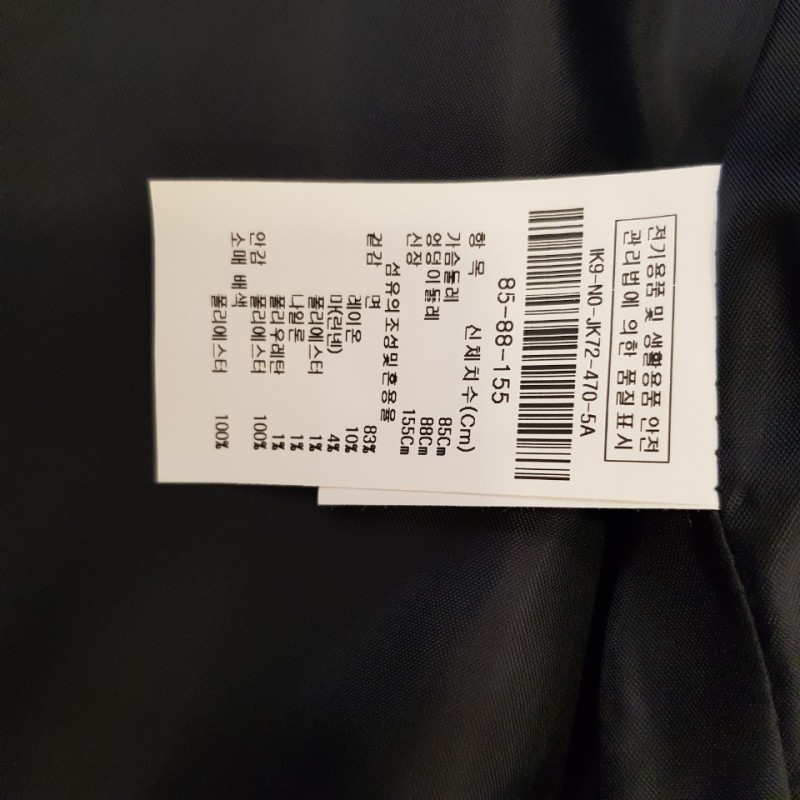 전기용품 및 생활용품 안전
관리법에 의한 품질표시
IK9-NO-JK72-470-5A
85-88-155
항 목 신체치수(Cm)
가슴둘레 85Cm
엉덩이둘레 88Cm
신장 155Cm
섬유의조성및혼용율
겉감 면 83%
레이온 10%
마(린넨) 4%
폴리에스터 1%
나일론 1%
폴리우레탄 1%
안감 폴리에스터 100%
소매 배색 폴리에스터 100%